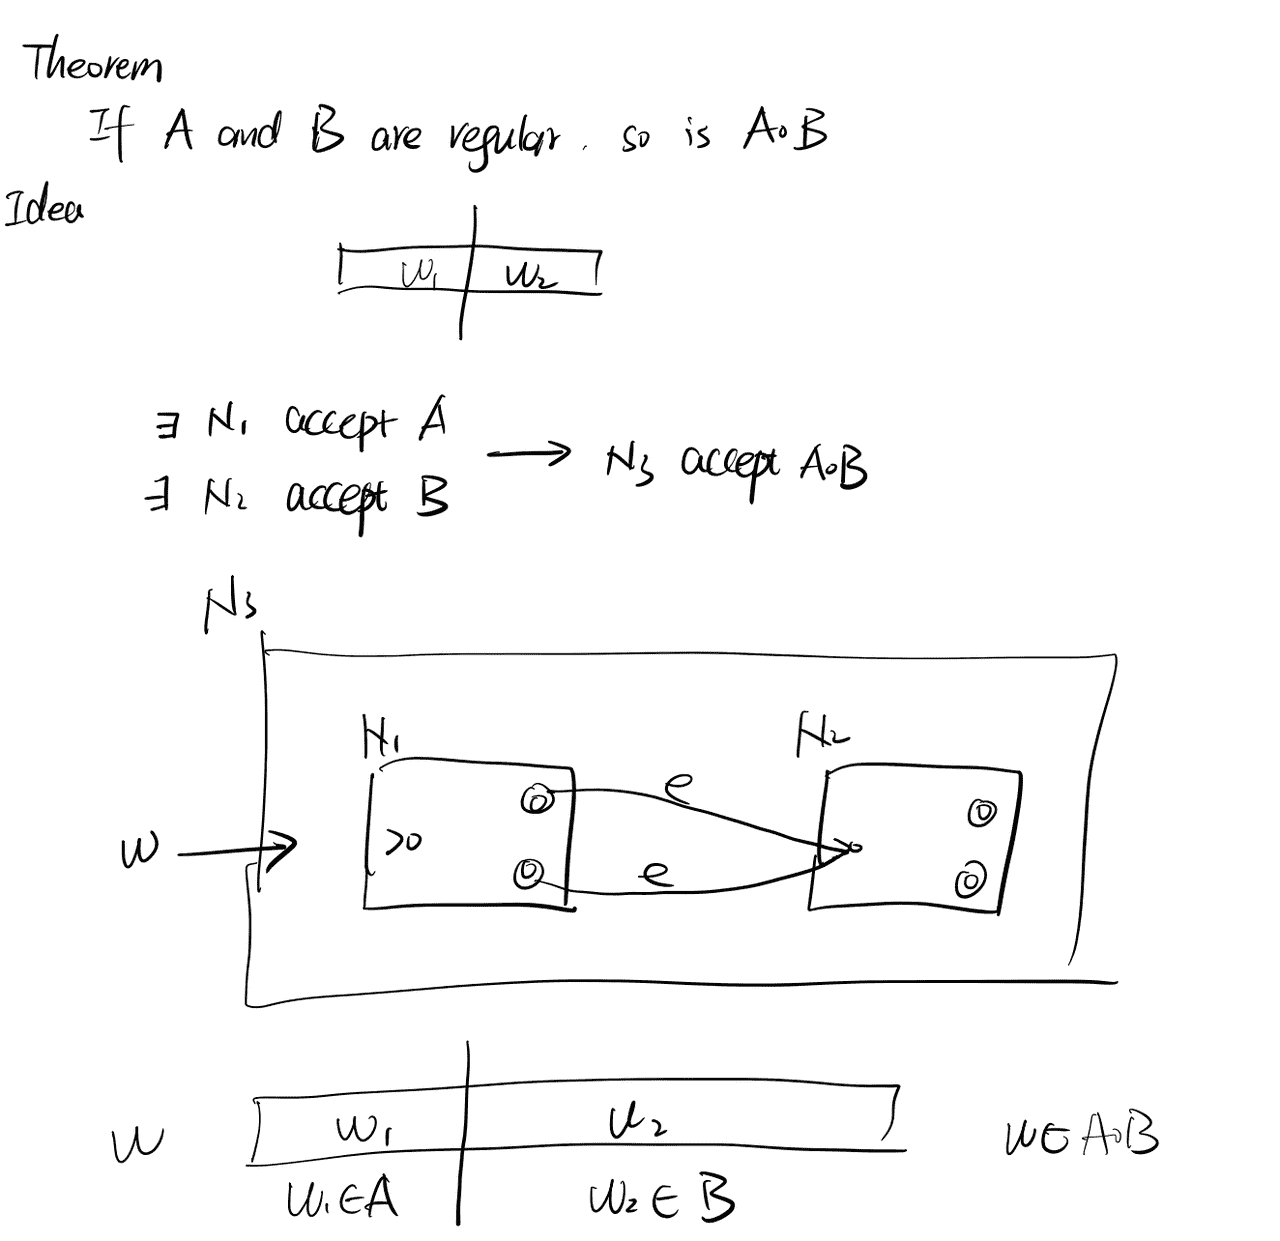 Theorem
If A and B are regular. so is A∘B
Idea
w₁ w₂
∃ N₁ accept A
∃ N₂ accept B
→ N₃ accept A∘B
N₃
N₁ N₂
e
w >o
e
w w₁ w₂ w∈A∘B
w₁∈A w₂∈B